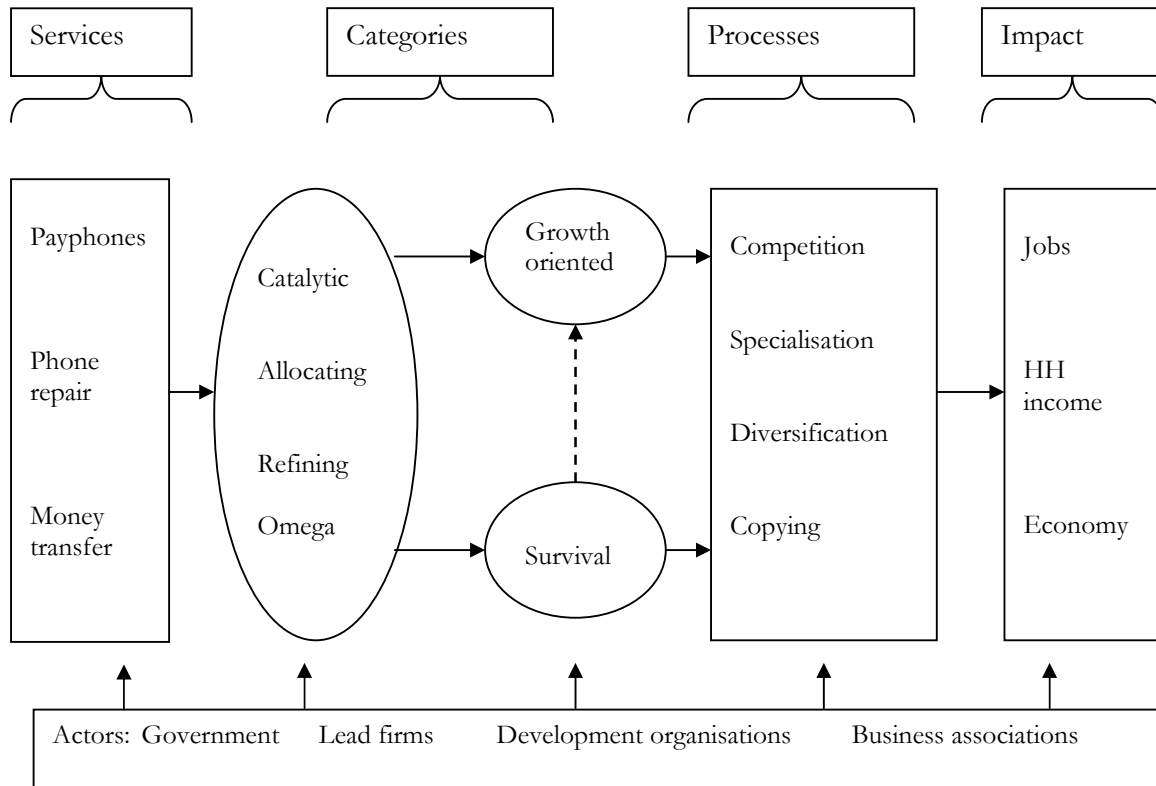 Services
Categories
Processes
Impact
Payphones
Phone
repair
Money
transfer
Catalytic
Allocating
Refining
Omega
Growth
oriented
Survival
Competition
Specialisation
Diversification
Copying
Jobs
HH
income
Economy
Actors: Government Lead firms Development organisations Business associations